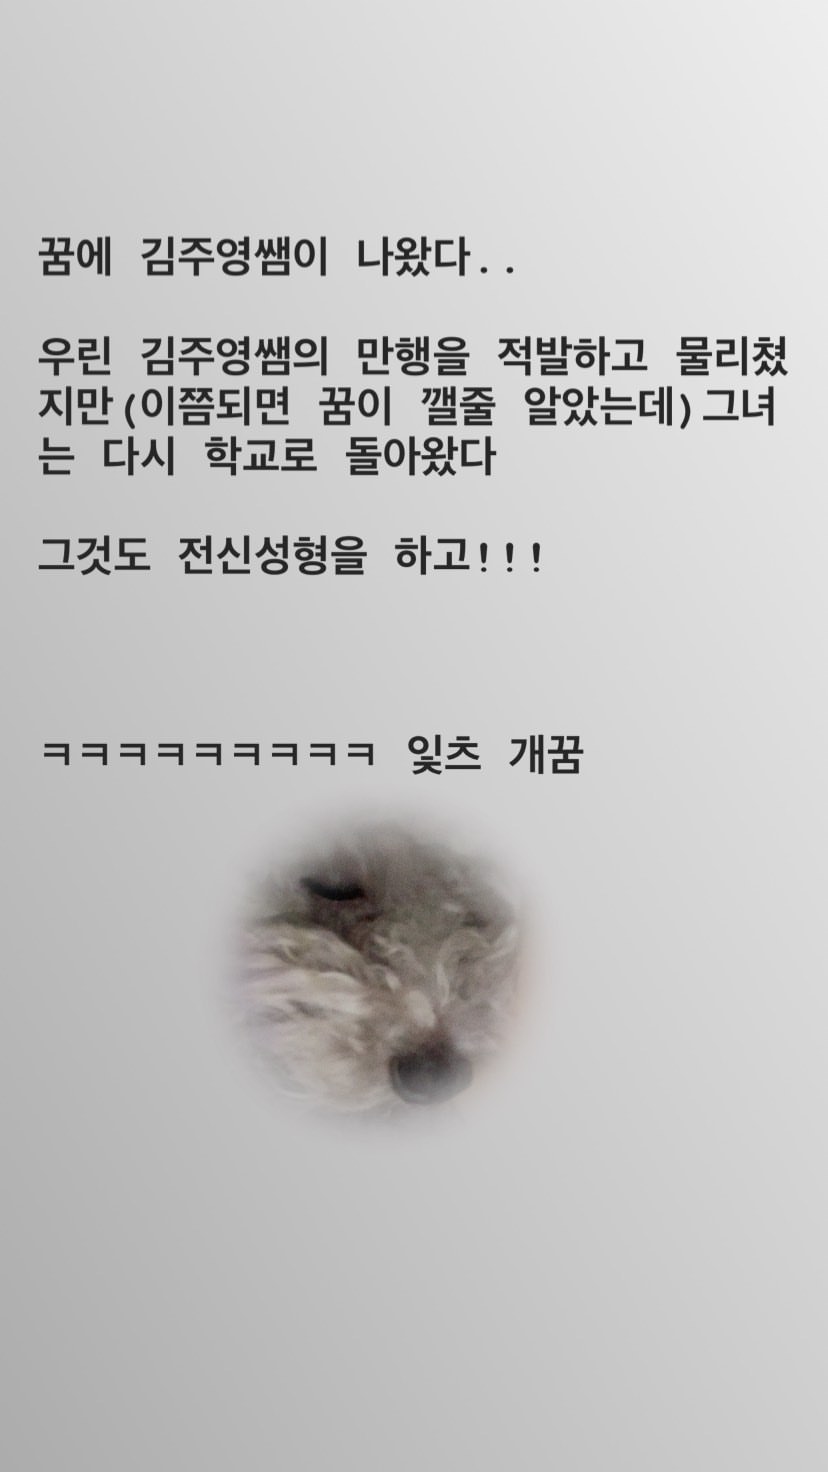 꿈에 김주영쌤이 나왔다..
우린 김주영쌤의 만행을 적발하고 물리쳤
지만(이쯤되면 꿈이 깰줄 알았는데)그녀
는 다시 학교로 돌아왔다
그것도 전신성형을 하고!!!
ㅋㅋㅋㅋㅋㅋㅋㅋㅋ 잋츠 개꿈